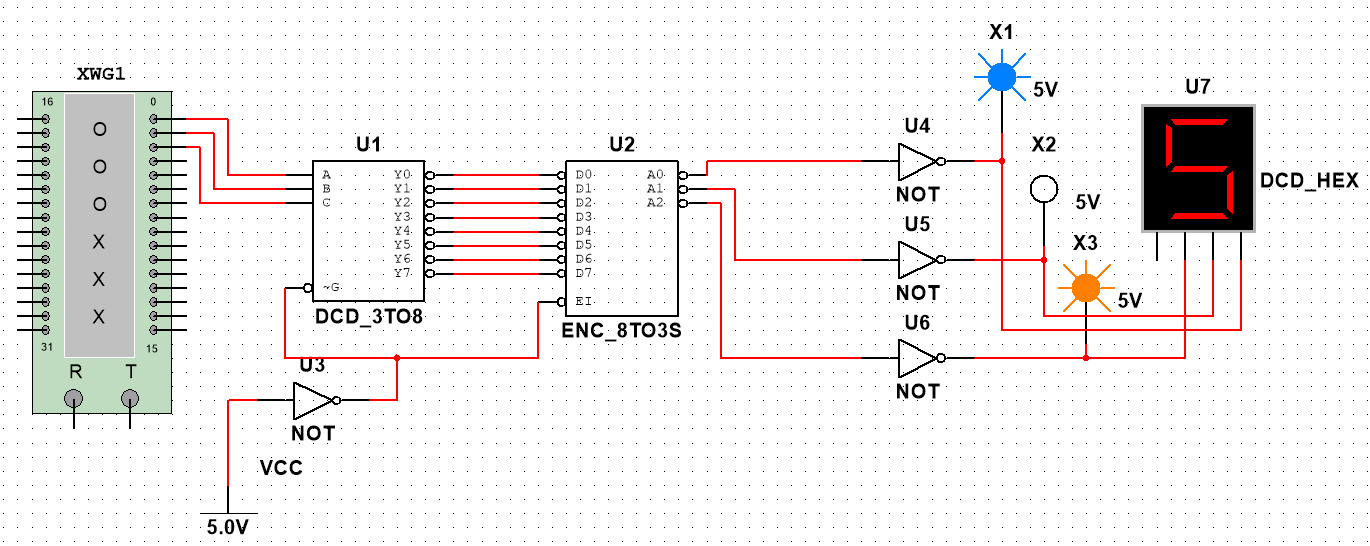 XWG1
16 0
O
O
O
X
X
X
31 15
R T
U1
A Y0
B Y1
C Y2
Y3
Y4
Y5
Y6
Y7
~G
DCD_3TO8
U2
D0 A0
D1 A1
D2 A2
D3
D4
D5
D6
D7
EI
ENC_8TO3S
U3
NOT
VCC
5.0V
U4
NOT
U5
NOT
U6
NOT
X1
5V
X2
5V
X3
5V
U7
5
DCD_HEX